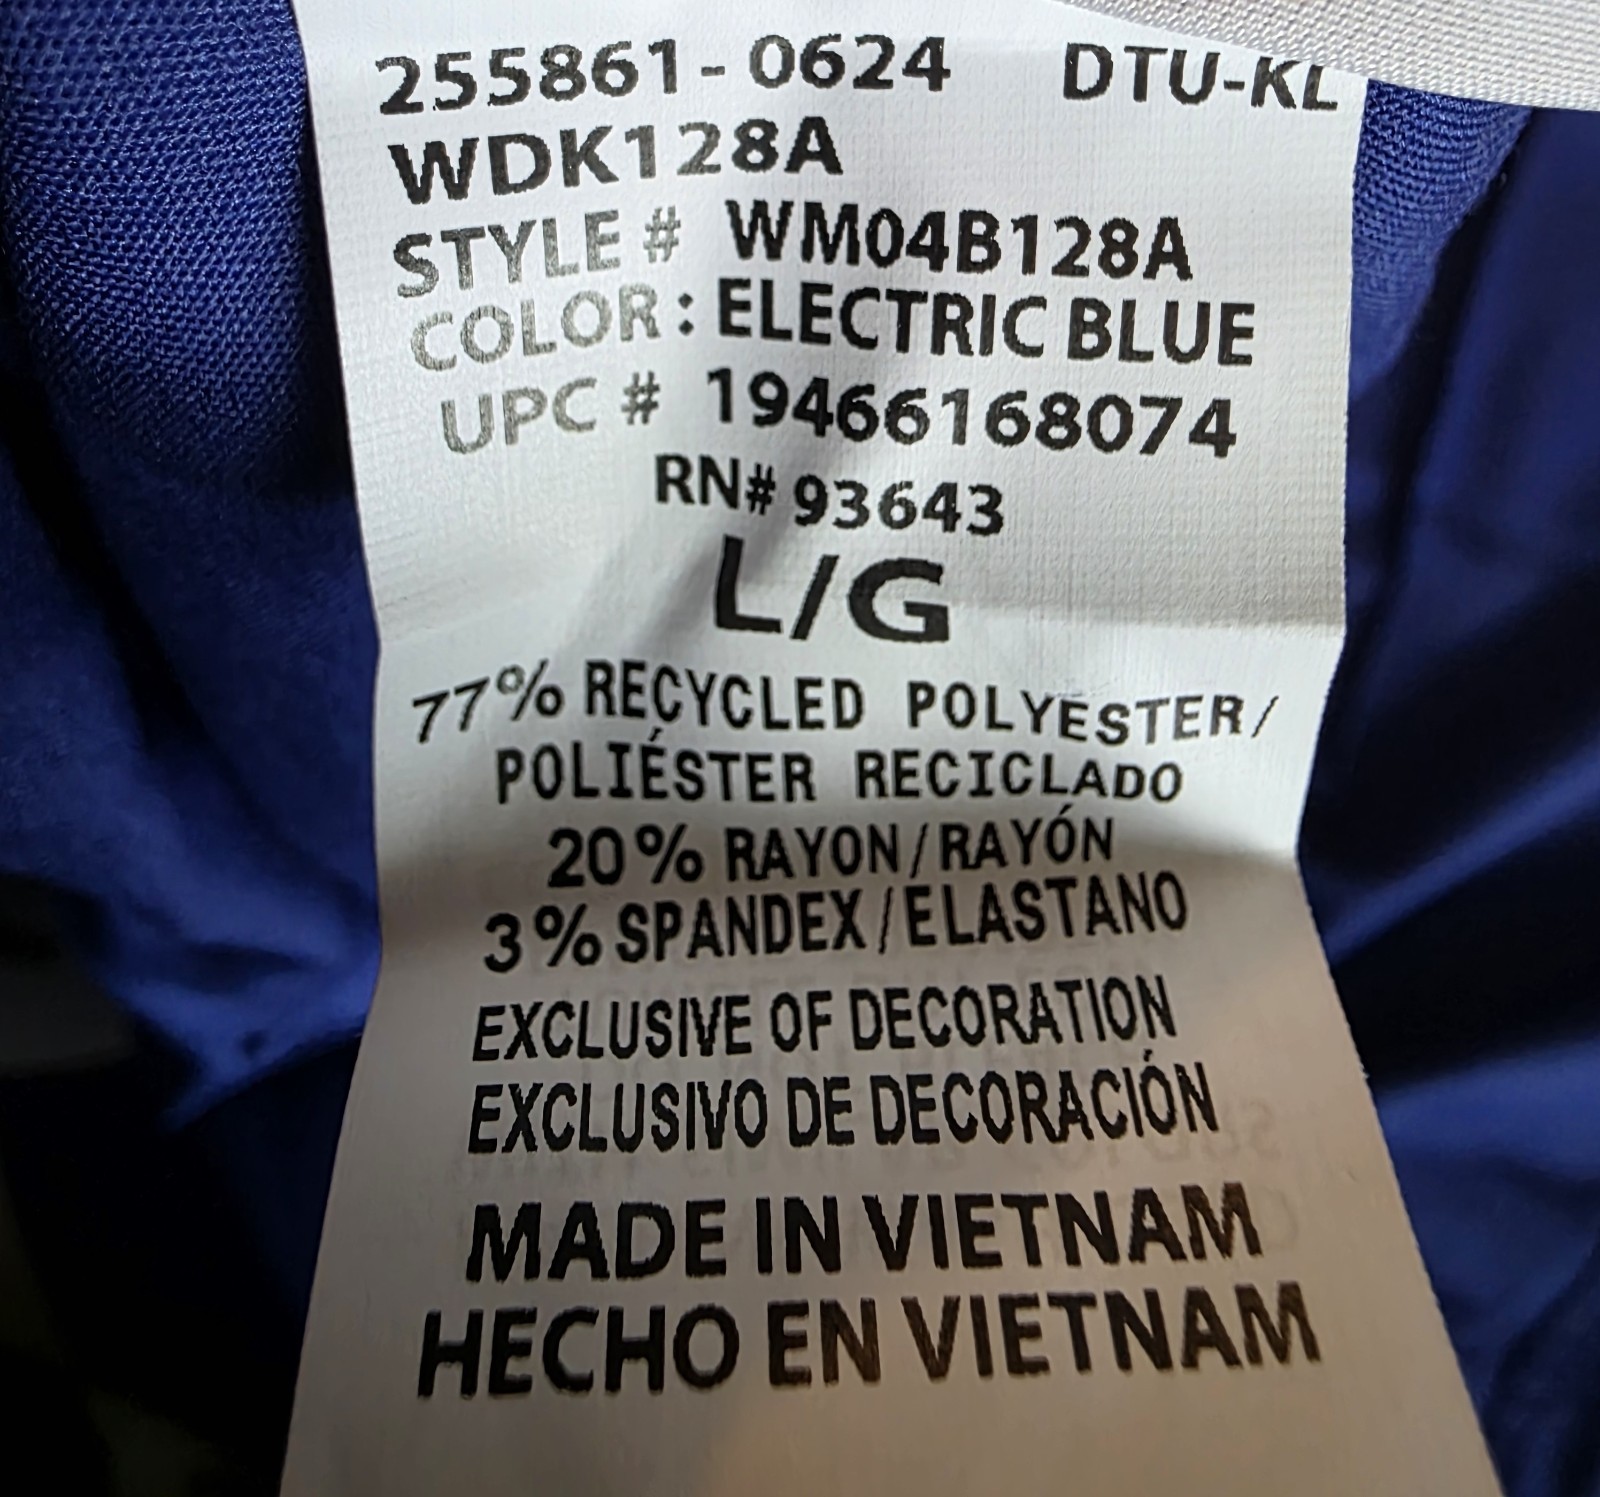 255861-0624 DTU-KL
WDK128A
STYLE # WM04B128A
COLOR: ELECTRIC BLUE
UPC # 19466168074
RN# 93643
L/G
77% RECYCLED POLYESTER/
POLIÉSTER RECICLADO
20% RAYON/RAYÓN
3% SPANDEX/ELASTANO
EXCLUSIVE OF DECORATION
EXCLUSIVO DE DECORACIÓN
MADE IN VIETNAM
HECHO EN VIETNAM